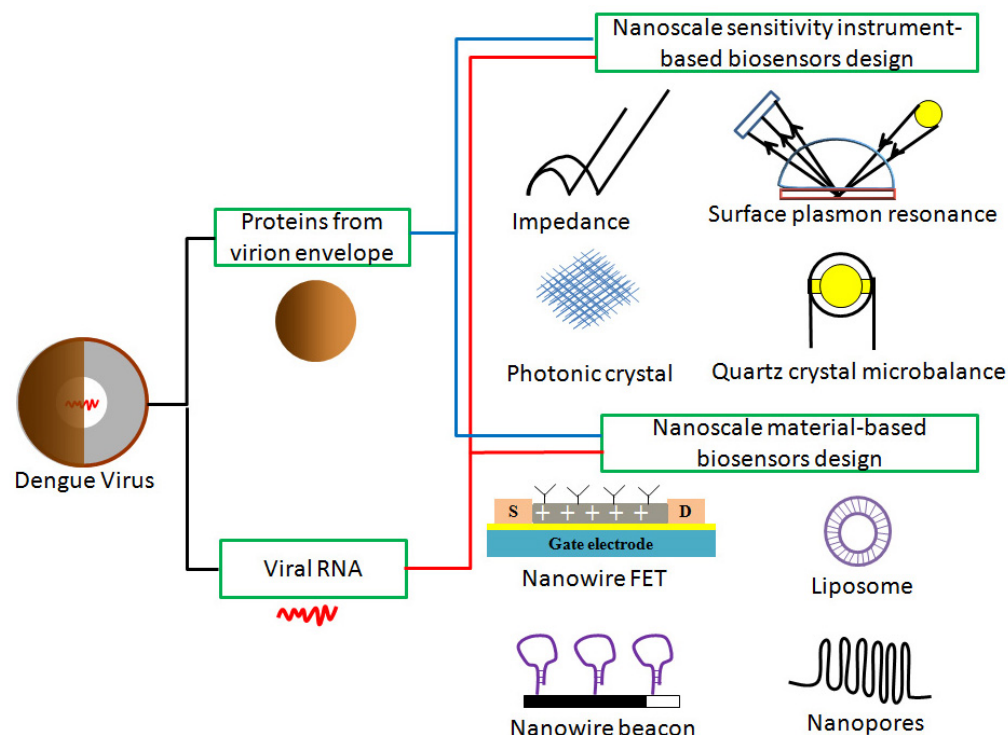 Nanoscale sensitivity instrument-
based biosensors design
Impedance
Surface plasmon resonance
Proteins from
virion envelope
Photonic crystal
Quartz crystal microbalance
Dengue Virus
Nanoscale material-based
biosensors design
S
D
Gate electrode
Nanowire FET
Liposome
Viral RNA
Nanowire beacon
Nanopores